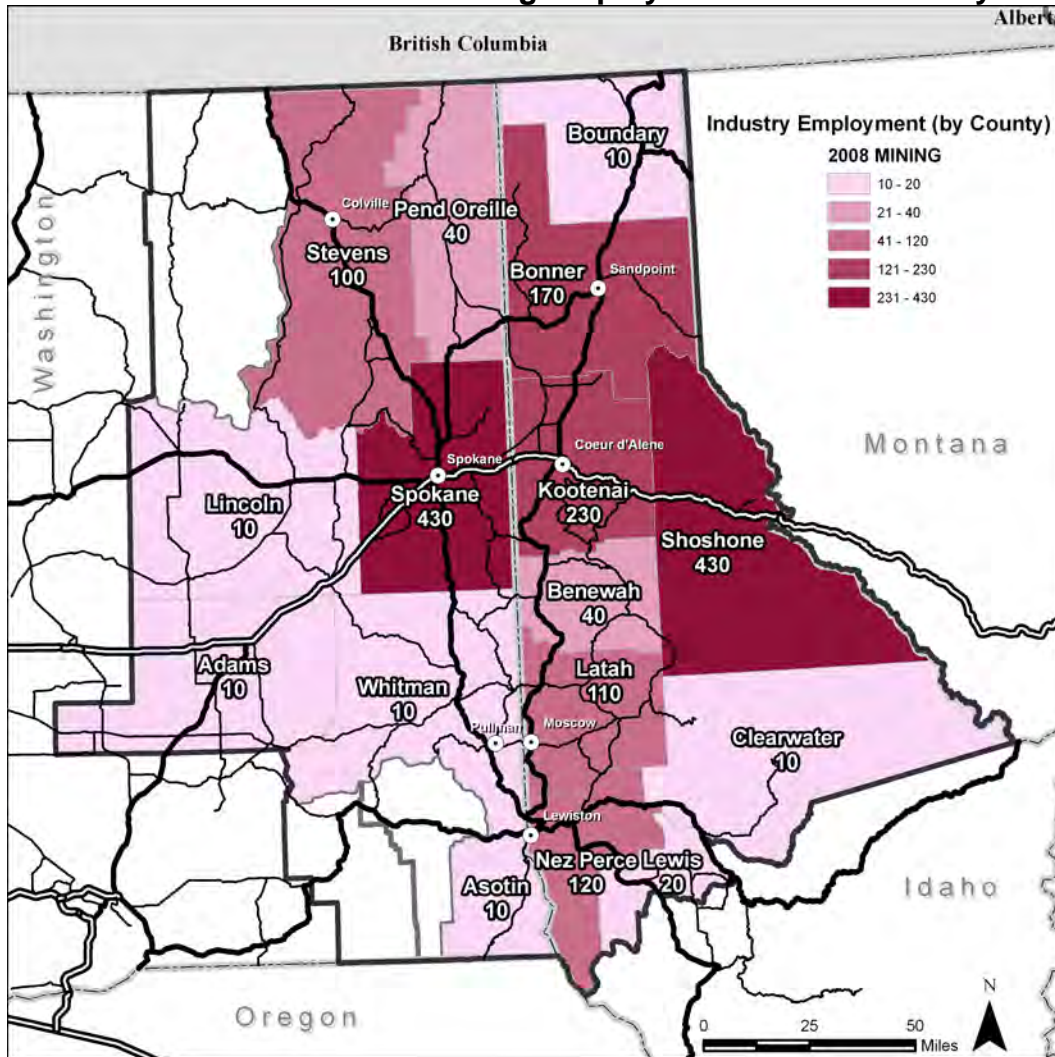 British Columbia
Albert
Industry Employment (by County)
2008 MINING
10 - 20
21 - 40
41 - 120
121 - 230
231 - 430
Boundary
10
Colville
Pend Oreille
40
Stevens
100
Bonner
170
Sandpoint
Washington
Montana
Coeur d'Alene
Spokane
Kootenai
230
Spokane
430
Lincoln
10
Shoshone
430
Benewah
40
Adams
10
Latah
110
Whitman
10
Pullman
Moscow
Clearwater
10
Lewiston
Nez Perce
120
Lewis
20
Asotin
10
Idaho
Oregon
N
0 25 50
Miles